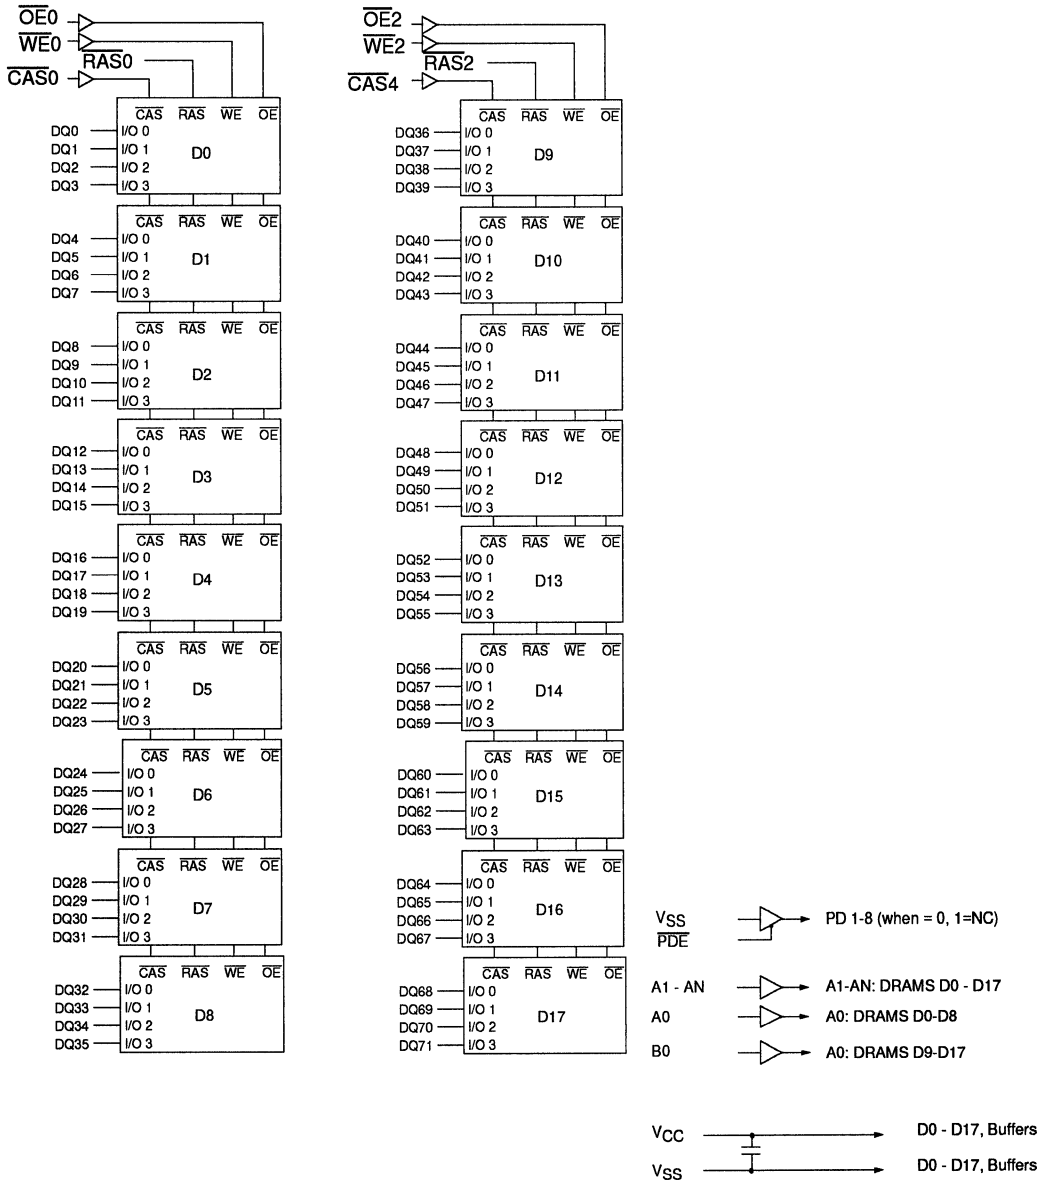 OE0
WE0
RAS0
CAS0
CAS RAS WE OE
DQ0 I/O 0
DQ1 I/O 1
D0
DQ2 I/O 2
DQ3 I/O 3
CAS RAS WE OE
DQ4 I/O 0
DQ5 I/O 1
D1
DQ6 I/O 2
DQ7 I/O 3
CAS RAS WE OE
DQ8 I/O 0
DQ9 I/O 1
D2
DQ10 I/O 2
DQ11 I/O 3
CAS RAS WE OE
DQ12 I/O 0
DQ13 I/O 1
D3
DQ14 I/O 2
DQ15 I/O 3
CAS RAS WE OE
DQ16 I/O 0
DQ17 I/O 1
D4
DQ18 I/O 2
DQ19 I/O 3
CAS RAS WE OE
DQ20 I/O 0
DQ21 I/O 1
D5
DQ22 I/O 2
DQ23 I/O 3
CAS RAS WE OE
DQ24 I/O 0
DQ25 I/O 1
D6
DQ26 I/O 2
DQ27 I/O 3
CAS RAS WE OE
DQ28 I/O 0
DQ29 I/O 1
D7
DQ30 I/O 2
DQ31 I/O 3
CAS RAS WE OE
DQ32 I/O 0
DQ33 I/O 1
D8
DQ34 I/O 2
DQ35 I/O 3
OE2
WE2
RAS2
CAS4
CAS RAS WE OE
DQ36 I/O 0
DQ37 I/O 1
D9
DQ38 I/O 2
DQ39 I/O 3
CAS RAS WE OE
DQ40 I/O 0
DQ41 I/O 1
D10
DQ42 I/O 2
DQ43 I/O 3
CAS RAS WE OE
DQ44 I/O 0
DQ45 I/O 1
D11
DQ46 I/O 2
DQ47 I/O 3
CAS RAS WE OE
DQ48 I/O 0
DQ49 I/O 1
D12
DQ50 I/O 2
DQ51 I/O 3
CAS RAS WE OE
DQ52 I/O 0
DQ53 I/O 1
D13
DQ54 I/O 2
DQ55 I/O 3
CAS RAS WE OE
DQ56 I/O 0
DQ57 I/O 1
D14
DQ58 I/O 2
DQ59 I/O 3
CAS RAS WE OE
DQ60 I/O 0
DQ61 I/O 1
D15
DQ62 I/O 2
DQ63 I/O 3
CAS RAS WE OE
DQ64 I/O 0
DQ65 I/O 1
D16
DQ66 I/O 2
DQ67 I/O 3
CAS RAS WE OE
DQ68 I/O 0
DQ69 I/O 1
D17
DQ70 I/O 2
DQ71 I/O 3
VSS PD 1-8 (when = 0, 1=NC)
PDE
A1 - AN A1-AN: DRAMS D0 - D17
A0 A0: DRAMS D0-D8
B0 A0: DRAMS D9-D17
VCC D0 - D17, Buffers
VSS D0 - D17, Buffers